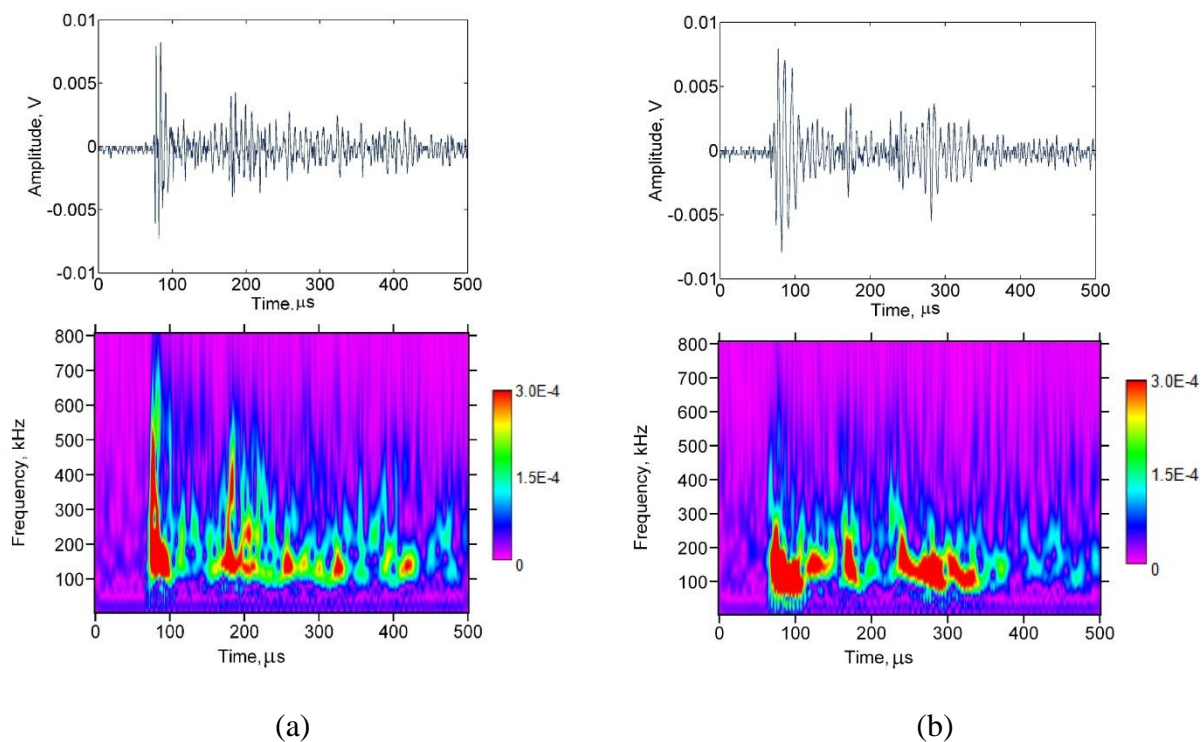 0.01
0.005
0
-0.005
-0.01
Amplitude, V
0 100 200 300 400 500
Time. μs
800
700
600
500
400
300
200
100
Frequency, kHz
0 100 200 300 400 500
Time, μs
3.0E-4
1.5E-4
0
(a)
0.01
0.005
0
-0.005
-0.01
Amplitude, V
0 100 200 300 400 500
Time, μs
800
700
600
500
400
300
200
100
Frequency, kHz
0 100 200 300 400 500
Time, μs
3.0E-4
1.5E-4
0
(b)